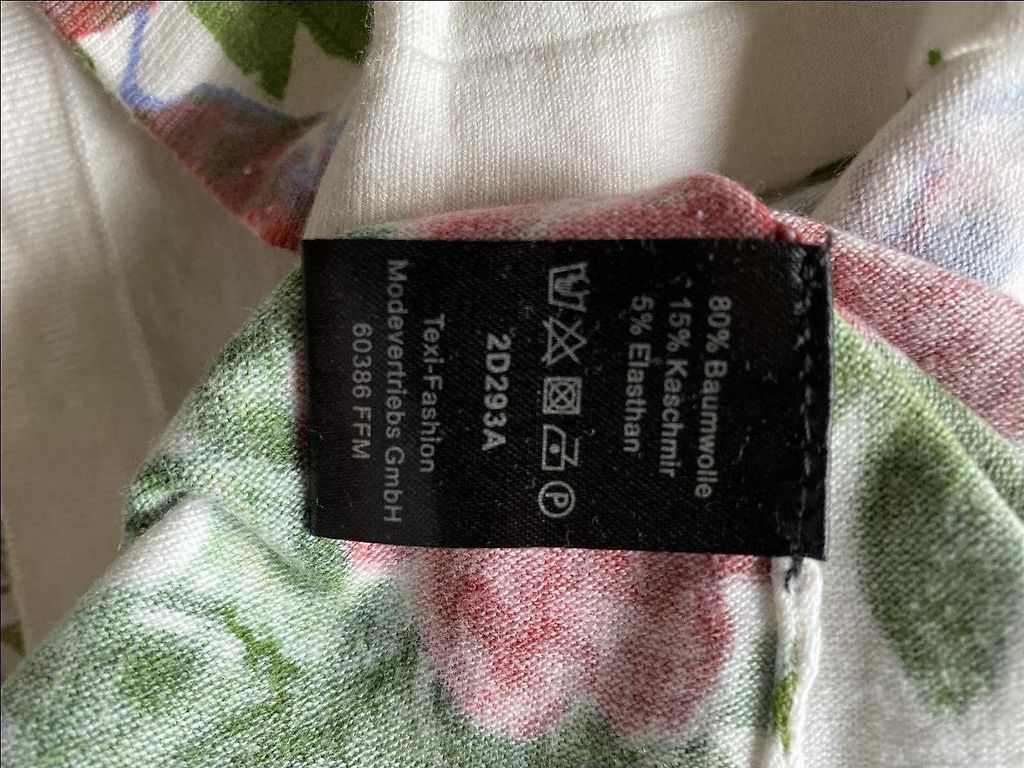 80% Baumwolle
15% Kaschmir
5% Elasthan
2D293A
Texi-Fashion
Modevertriebs GmbH
60386 FFM